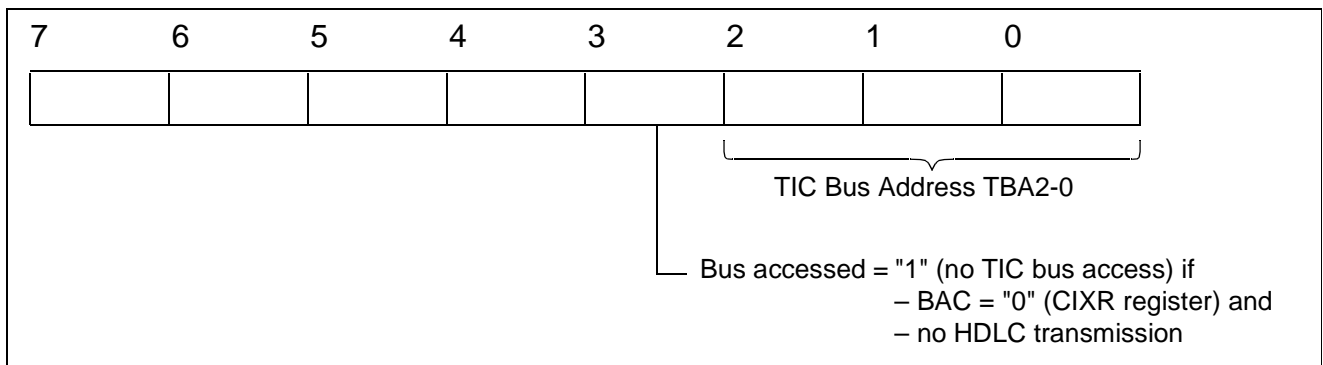 7 6 5 4 3 2 1 0
TIC Bus Address TBA2-0
Bus accessed = "1" (no TIC bus access) if
– BAC = "0" (CIXR register) and
– no HDLC transmission